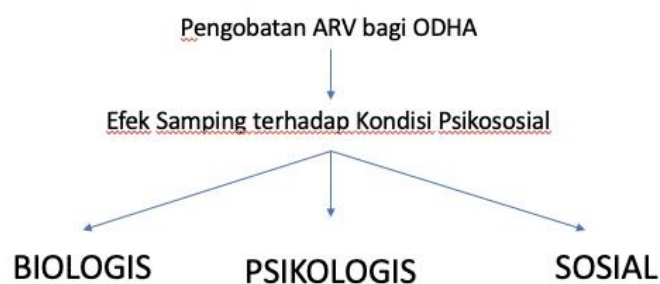 Pengobatan ARV bagi ODHA
Efek Samping terhadap Kondisi Psikososial
BIOLOGIS PSIKOLOGIS SOSIAL